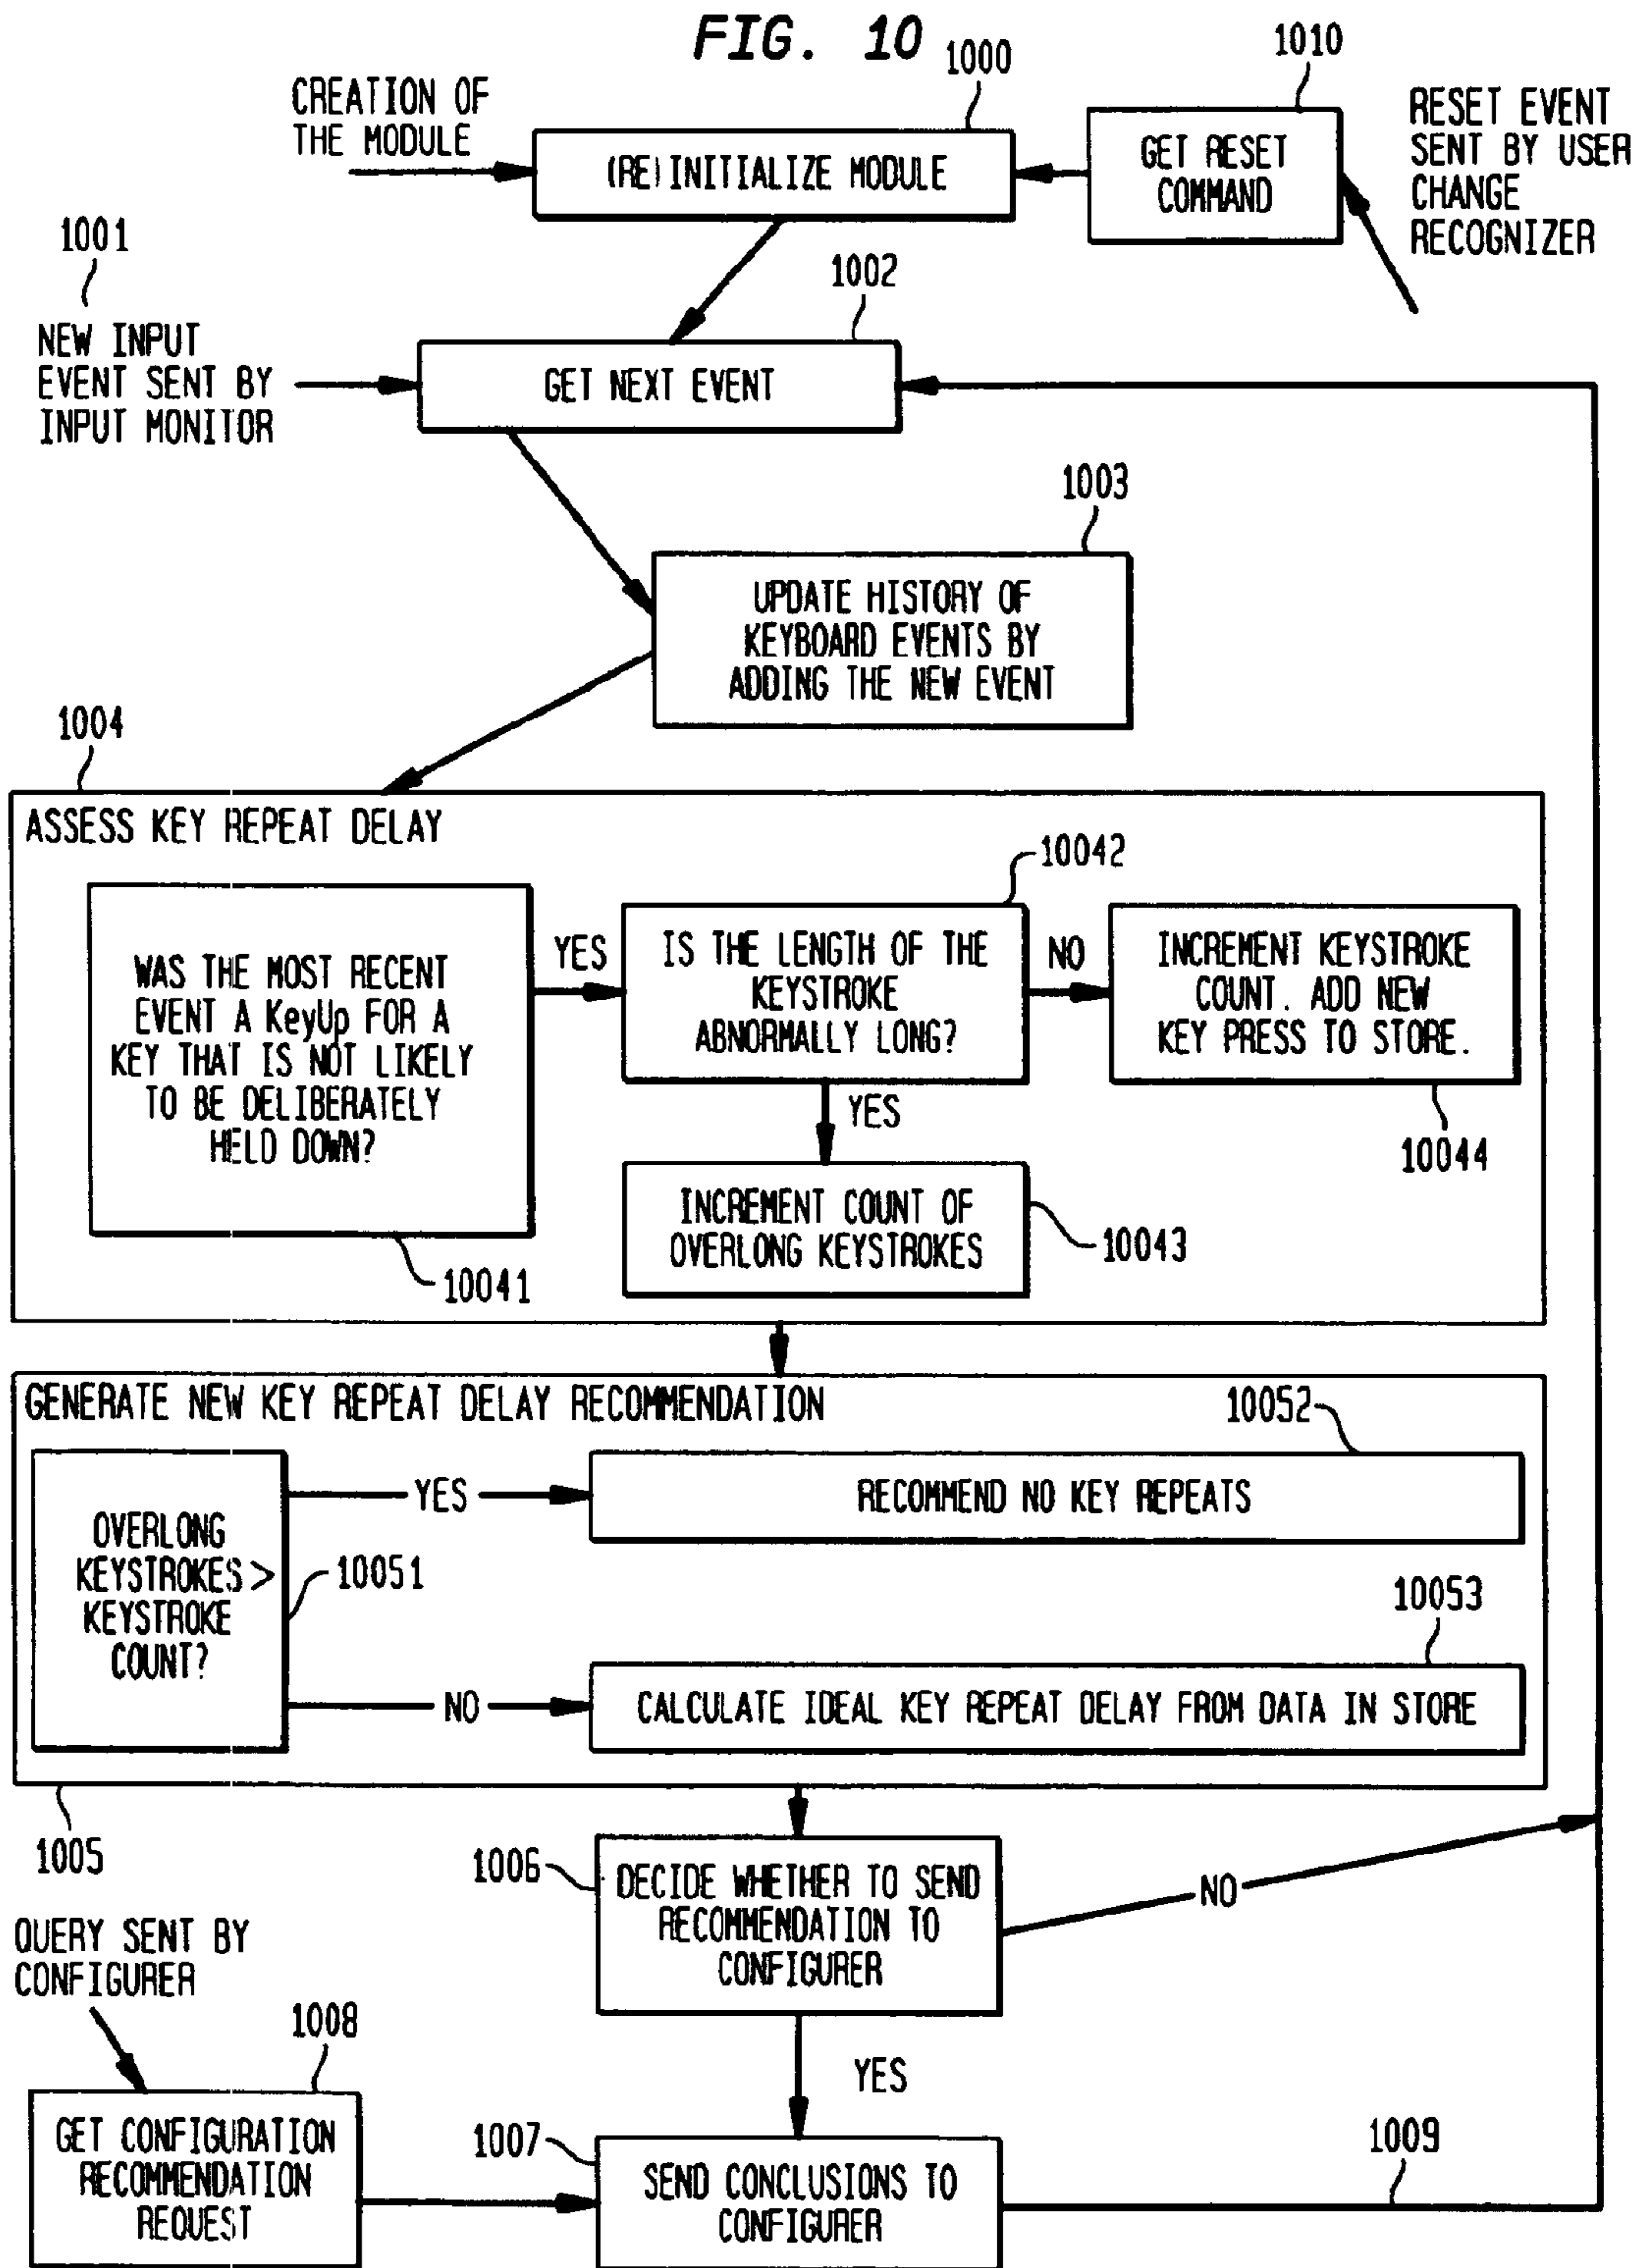 FIG. 10
1000
1010
CREATION OF
THE MODULE
(RE)INITIALIZE MODULE
GET RESET
COMMAND
RESET EVENT
SENT BY USER
CHANGE
RECOGNIZER
1001
NEW INPUT
EVENT SENT BY
INPUT MONITOR
1002
GET NEXT EVENT
1003
UPDATE HISTORY OF
KEYBOARD EVENTS BY
ADDING THE NEW EVENT
1004
ASSESS KEY REPEAT DELAY
WAS THE MOST RECENT
EVENT A KeyUp FOR A
KEY THAT IS NOT LIKELY
TO BE DELIBERATELY
HELD DOWN?
10041
YES
10042
IS THE LENGTH OF THE
KEYSTROKE
ABNORMALLY LONG?
NO
INCREMENT KEYSTROKE
COUNT. ADD NEW
KEY PRESS TO STORE.
10044
YES
INCREMENT COUNT OF
OVERLONG KEYSTROKES
10043
GENERATE NEW KEY REPEAT DELAY RECOMMENDATION
OVERLONG
KEYSTROKES >
KEYSTROKE
COUNT?
10051
YES
10052
RECOMMEND NO KEY REPEATS
NO
10053
CALCULATE IDEAL KEY REPEAT DELAY FROM DATA IN STORE
1005
1006
DECIDE WHETHER TO SEND
RECOMMENDATION TO
CONFIGURER
NO
YES
QUERY SENT BY
CONFIGURER
1008
GET CONFIGURATION
RECOMMENDATION
REQUEST
1007
SEND CONCLUSIONS TO
CONFIGURER
1009